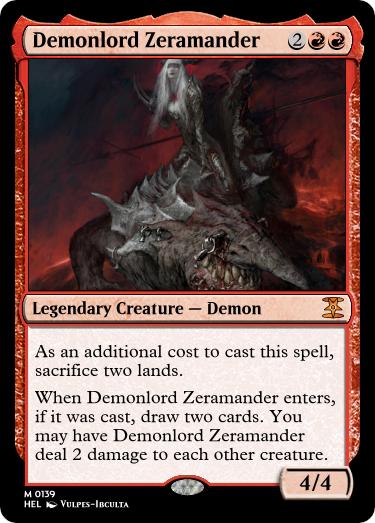 Demonlord Zeramander 2
Legendary Creature — Demon
As an additional cost to cast this spell,
sacrifice two lands.
When Demonlord Zeramander enters,
if it was cast, draw two cards. You
may have Demonlord Zeramander
deal 2 damage to each other creature.
4/4
M 0139
HEL Vulpes-Ibculta